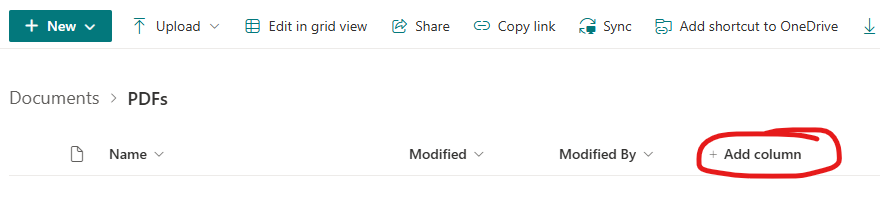 + New Upload Edit in grid view Share Copy link Sync Add shortcut to OneDrive
Documents > PDFs
Name Modified Modified By + Add column